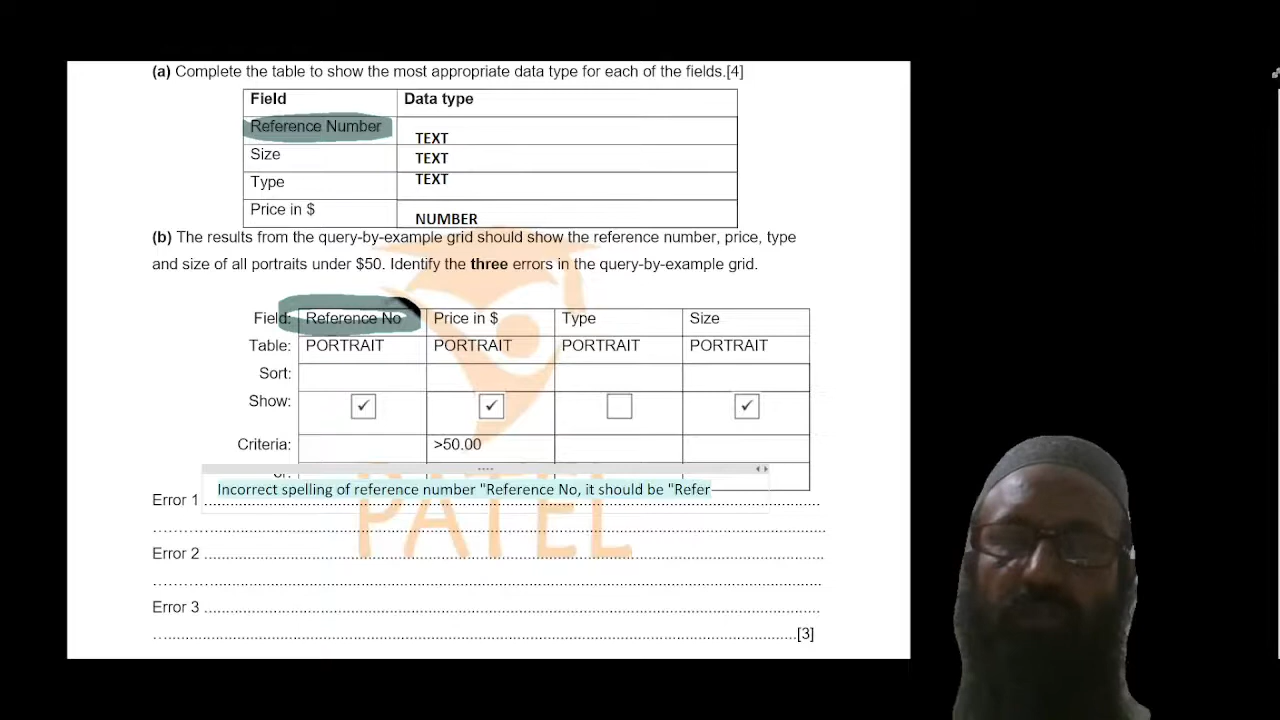 (a) Complete the table to show the most appropriate data type for each of the fields.[4]
Field Data type
Reference Number TEXT
Size TEXT
Type TEXT
Price in $ NUMBER
(b) The results from the query-by-example grid should show the reference number, price, type
and size of all portraits under $50. Identify the three errors in the query-by-example grid.
Field: Reference No Price in $ Type Size
Table: PORTRAIT PORTRAIT PORTRAIT PORTRAIT
Sort:
Show:
Criteria: >50.00
or:
Incorrect spelling of reference number "Reference No, it should be "Refer
Error 1
PATEL
Error 2
Error 3
[3]